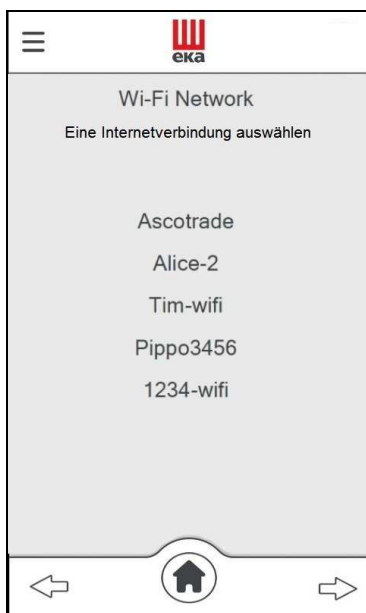 eka
Wi-Fi Network
Eine Internetverbindung auswählen
Ascotrade
Alice-2
Tim-wifi
Pippo3456
1234-wifi